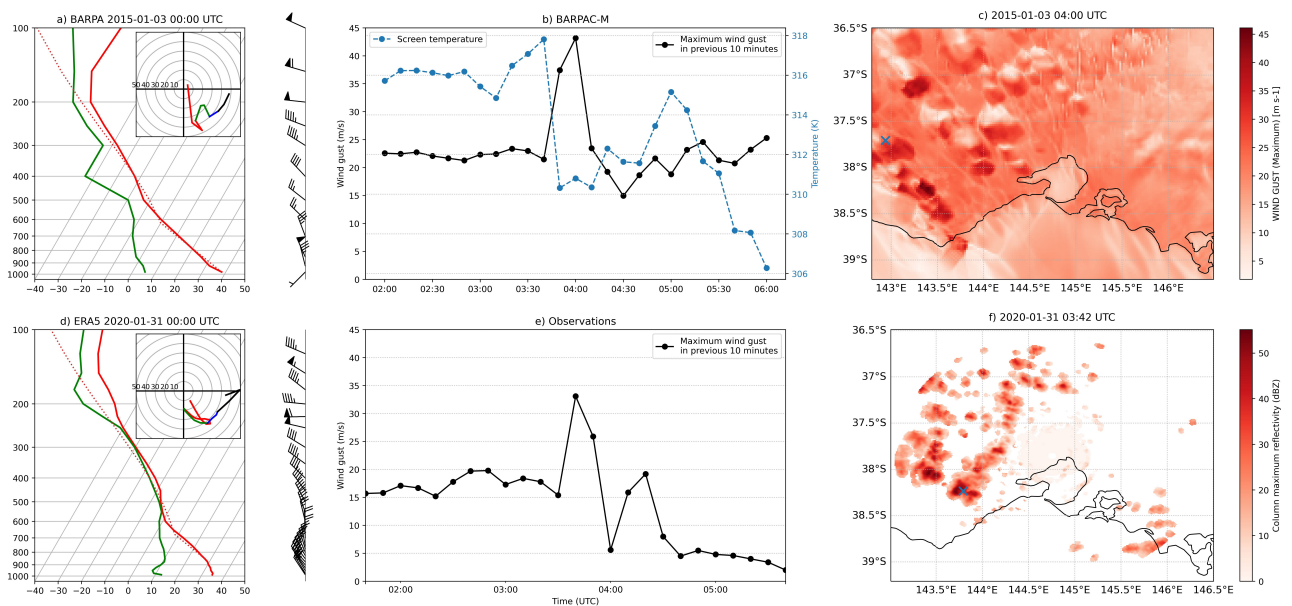 a) BARPA 2015-01-03 00:00 UTC
100
200
300
400
500
600
700
800
900
1000
−40 −30 −20 −10 0 10 20 30 40 50
50 40 30 20 10
b) BARPAC-M
Screen temperature
Maximum wind gust
in previous 10 minutes
Wind gust (m/s)
45
40
35
30
25
20
15
10
5
0
Temperature (K)
318
316
314
312
310
308
306
02:00 02:30 03:00 03:30 04:00 04:30 05:00 05:30 06:00
c) 2015-01-03 04:00 UTC
36.5°S
37°S
37.5°S
38°S
38.5°S
39°S
143°E 143.5°E 144°E 144.5°E 145°E 145.5°E 146°E
WIND GUST (Maximum) [m s-1]
45
40
35
30
25
20
15
10
5
d) ERA5 2020-01-31 00:00 UTC
100
200
300
400
500
600
700
800
900
1000
−40 −30 −20 −10 0 10 20 30 40 50
50 40 30 20 10
e) Observations
Maximum wind gust
in previous 10 minutes
Wind gust (m/s)
45
40
35
30
25
20
15
10
5
0
02:00 03:00 04:00 05:00
Time (UTC)
f) 2020-01-31 03:42 UTC
36.5°S
37°S
37.5°S
38°S
38.5°S
39°S
143.5°E 144°E 144.5°E 145°E 145.5°E 146°E 146.5°E
Column maximum reflectivity (dBZ)
50
40
30
20
10
0